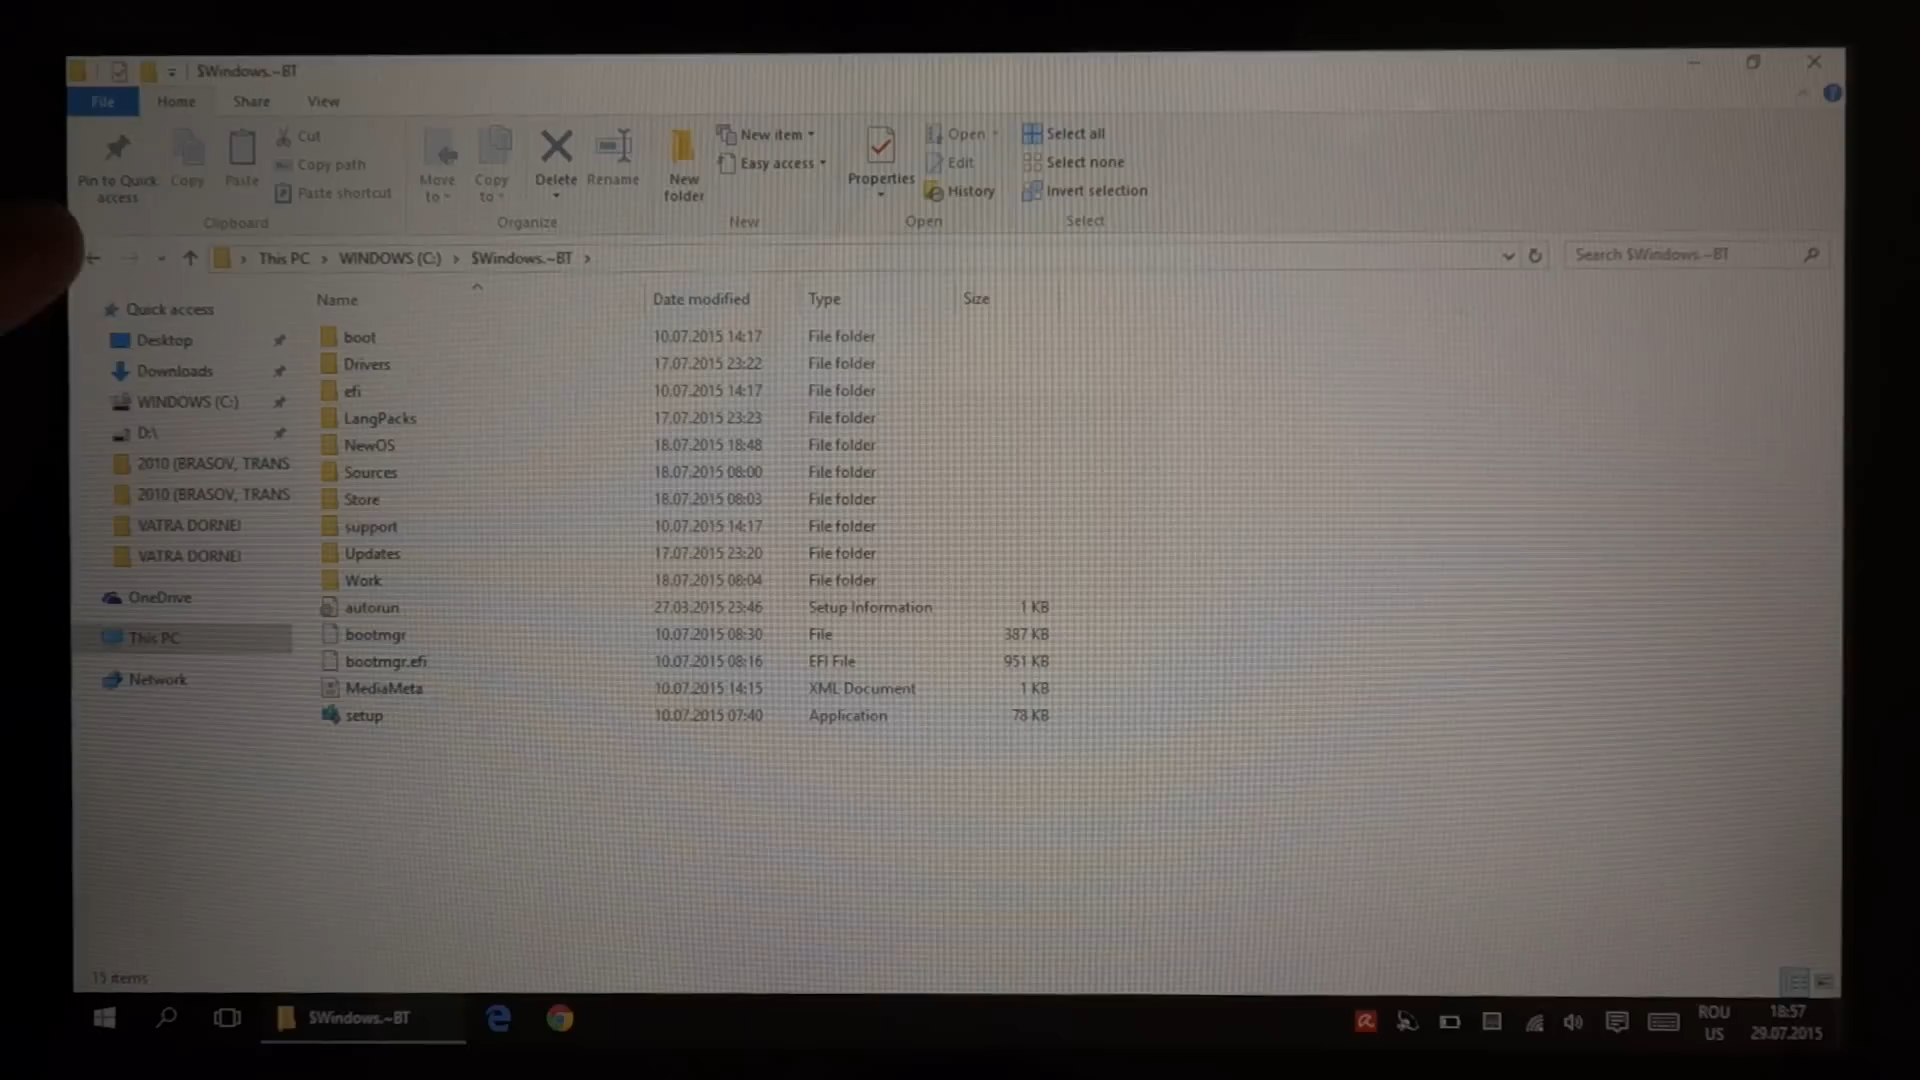 $Windows.~BT
File Home Share View
Pin to Quick access
Copy
Paste
Cut
Copy path
Paste shortcut
Clipboard
Move to
Copy to
Delete
Rename
Organize
New folder
New item
Easy access
New
Properties
Open
Edit
History
Open
Select all
Select none
Invert selection
Select
This PC > WINDOWS (C:) > $Windows.~BT >
Search $Windows.~BT
Quick access
Desktop
Downloads
WINDOWS (C:)
D:\
2010 (BRASOV, TRANS
2010 (BRASOV, TRANS
VATRA DORNEI
VATRA DORNEI
OneDrive
This PC
Network
Name Date modified Type Size
boot 10.07.2015 14:17 File folder
Drivers 17.07.2015 23:22 File folder
efi 10.07.2015 14:17 File folder
LangPacks 17.07.2015 23:23 File folder
NewOS 18.07.2015 18:48 File folder
Sources 18.07.2015 08:00 File folder
Store 18.07.2015 08:03 File folder
support 10.07.2015 14:17 File folder
Updates 17.07.2015 23:20 File folder
Work 18.07.2015 08:04 File folder
autorun 27.03.2015 23:46 Setup Information 1 KB
bootmgr 10.07.2015 08:30 File 387 KB
bootmgr.efi 10.07.2015 08:16 EFI File 951 KB
MediaMeta 10.07.2015 14:15 XML Document 1 KB
setup 10.07.2015 07:40 Application 78 KB
15 items
$Windows.~BT
ROU
US
18:57
29.07.2015